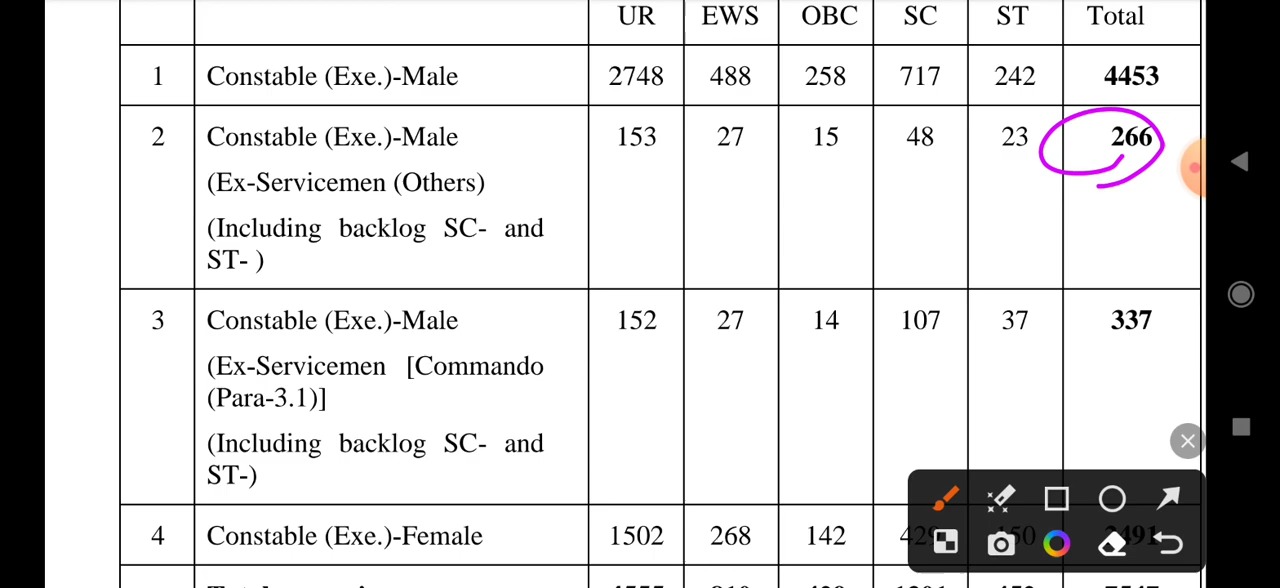 UR EWS OBC SC ST Total
1 Constable (Exe.)-Male 2748 488 258 717 242 4453
2 Constable (Exe.)-Male 153 27 15 48 23 266
(Ex-Servicemen (Others)
(Including backlog SC- and
ST- )
3 Constable (Exe.)-Male 152 27 14 107 37 337
(Ex-Servicemen [Commando
(Para-3.1)]
(Including backlog SC- and
ST-)
4 Constable (Exe.)-Female 1502 268 142